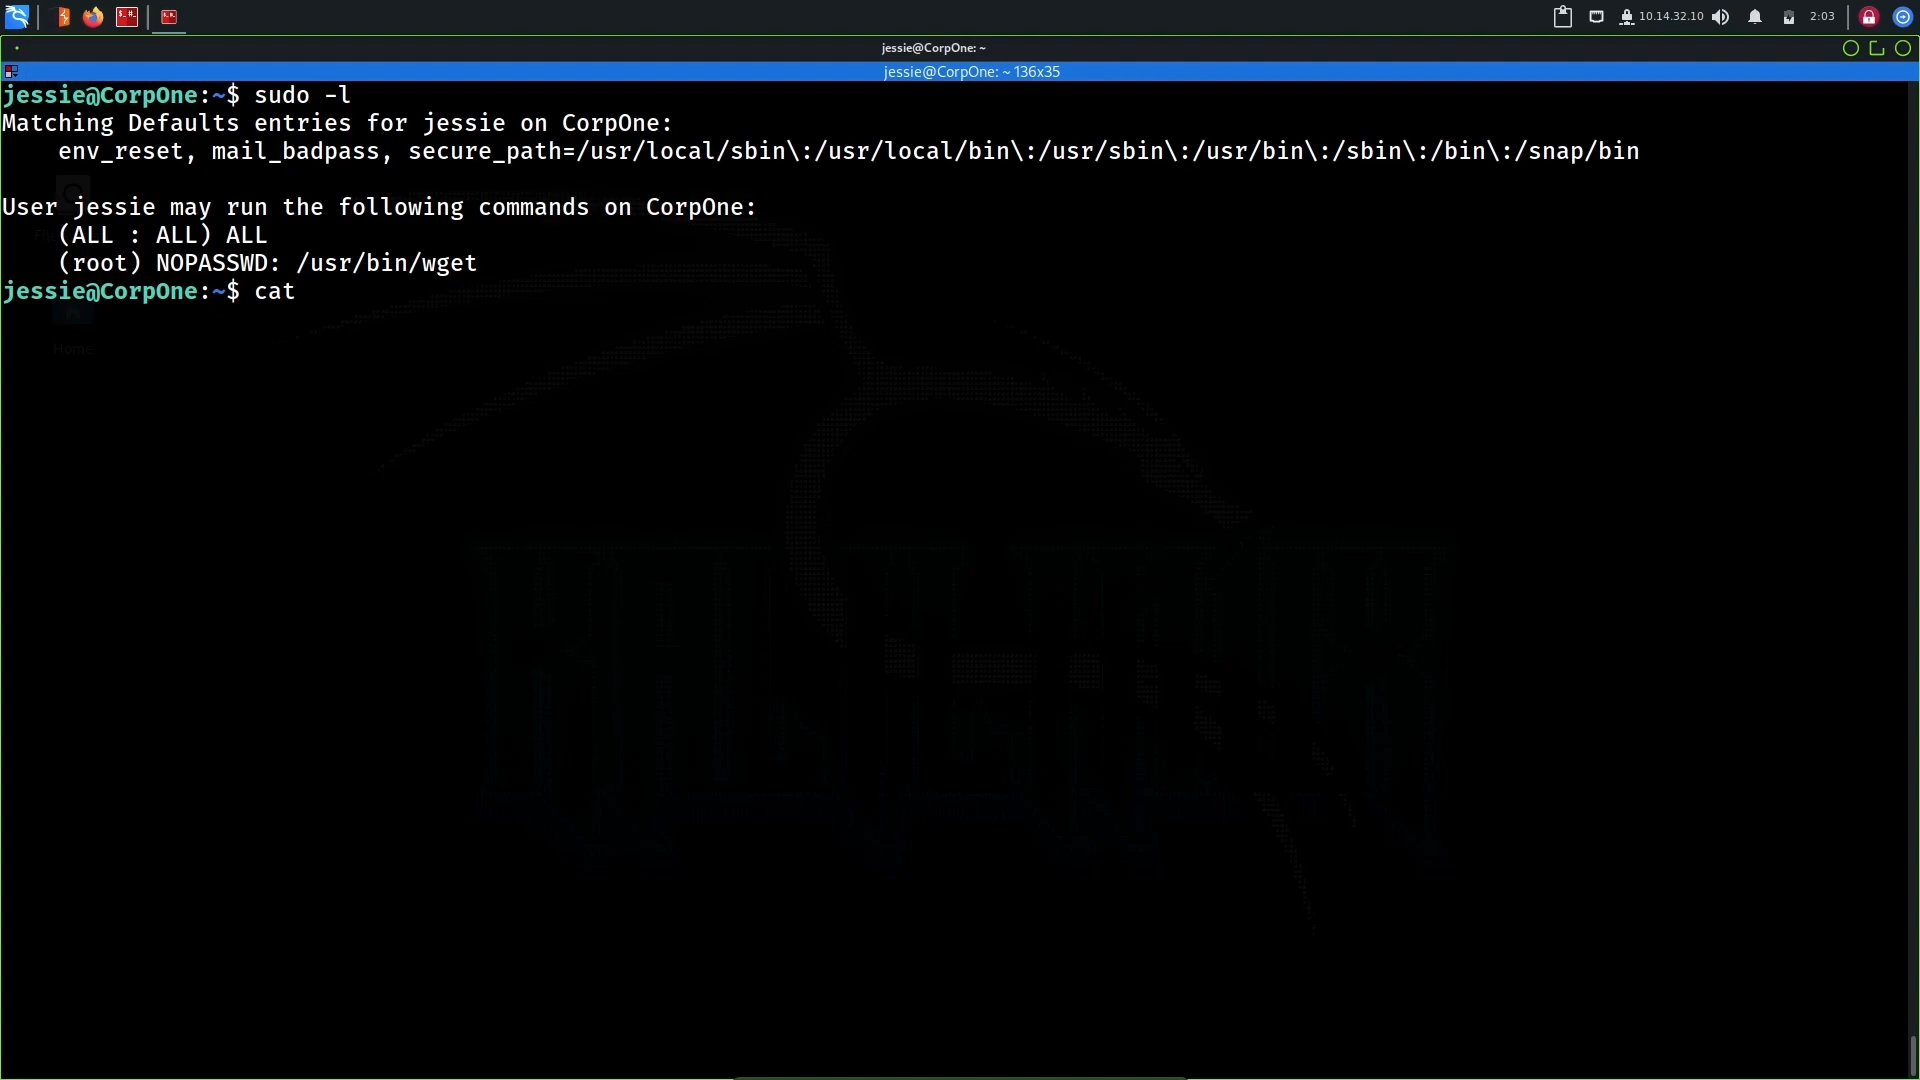 10.14.32.10 2:03
jessie@CorpOne: ~
jessie@CorpOne: ~ 136x35
jessie@CorpOne:~$ sudo -l
Matching Defaults entries for jessie on CorpOne:
    env_reset, mail_badpass, secure_path=/usr/local/sbin\:/usr/local/bin\:/usr/sbin\:/usr/bin\:/sbin\:/bin\:/snap/bin

User jessie may run the following commands on CorpOne:
    (ALL : ALL) ALL
    (root) NOPASSWD: /usr/bin/wget
jessie@CorpOne:~$ cat
Home